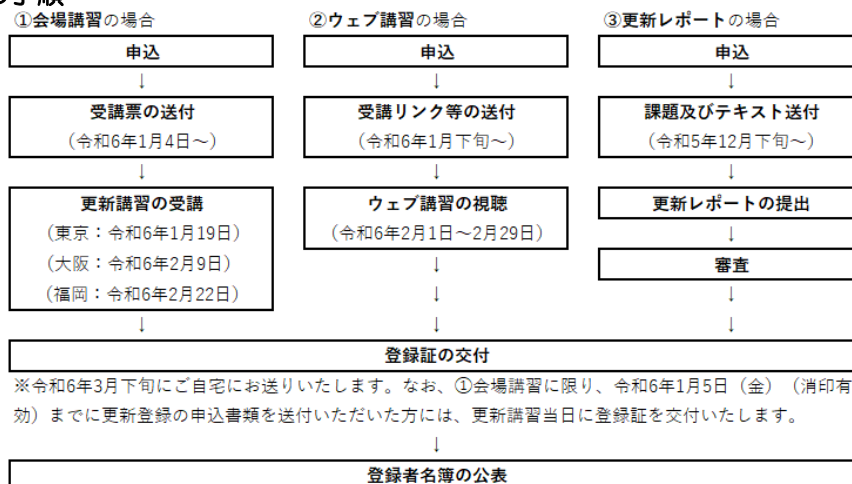 の手順
①会場講習の場合
申込
↓
受講票の送付
（令和6年1月4日～）
↓
更新講習の受講
（東京：令和6年1月19日）
（大阪：令和6年2月9日）
（福岡：令和6年2月22日）
↓
②ウェブ講習の場合
申込
↓
受講リンク等の送付
（令和6年1月下旬～）
↓
ウェブ講習の視聴
（令和6年2月1日～2月29日）
↓
↓
↓
③更新レポートの場合
申込
↓
課題及びテキスト送付
（令和5年12月下旬～）
↓
更新レポートの提出
↓
審査
↓
↓
登録証の交付
※令和6年3月下旬にご自宅にお送りいたします。なお、①会場講習に限り、令和6年1月5日（金）（消印有
効）までに更新登録の申込書類を送付いただいた方には、更新講習当日に登録証を交付いたします。
↓
登録者名簿の公表